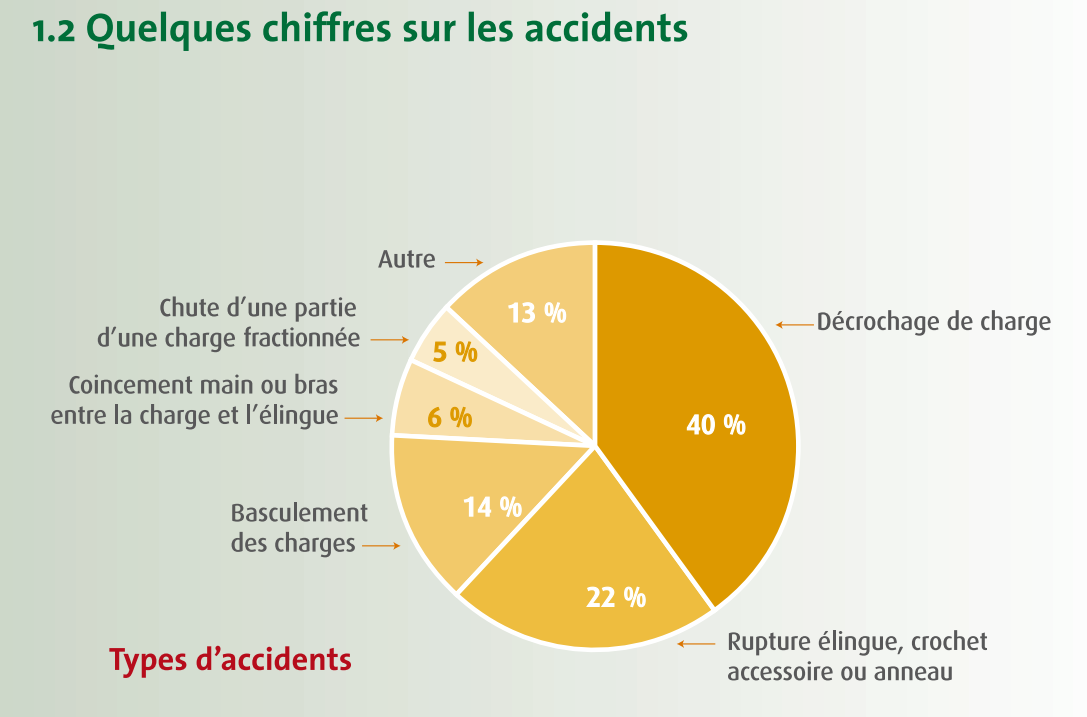 1.2 Quelques chiffres sur les accidents
Autre
13 %
Chute d’une partie
d’une charge fractionnée
5 %
Coincement main ou bras
entre la charge et l’élingue
6 %
Basculement
des charges
14 %
Décrochage de charge
40 %
22 %
Rupture élingue, crochet
accessoire ou anneau
Types d’accidents